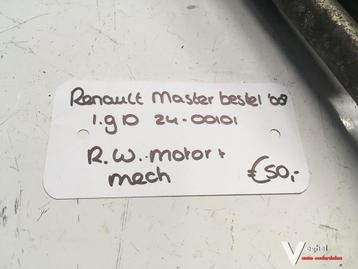 Renault Master bestel '08
1.9D 24.00101
R.W. motor +
mech €50,-